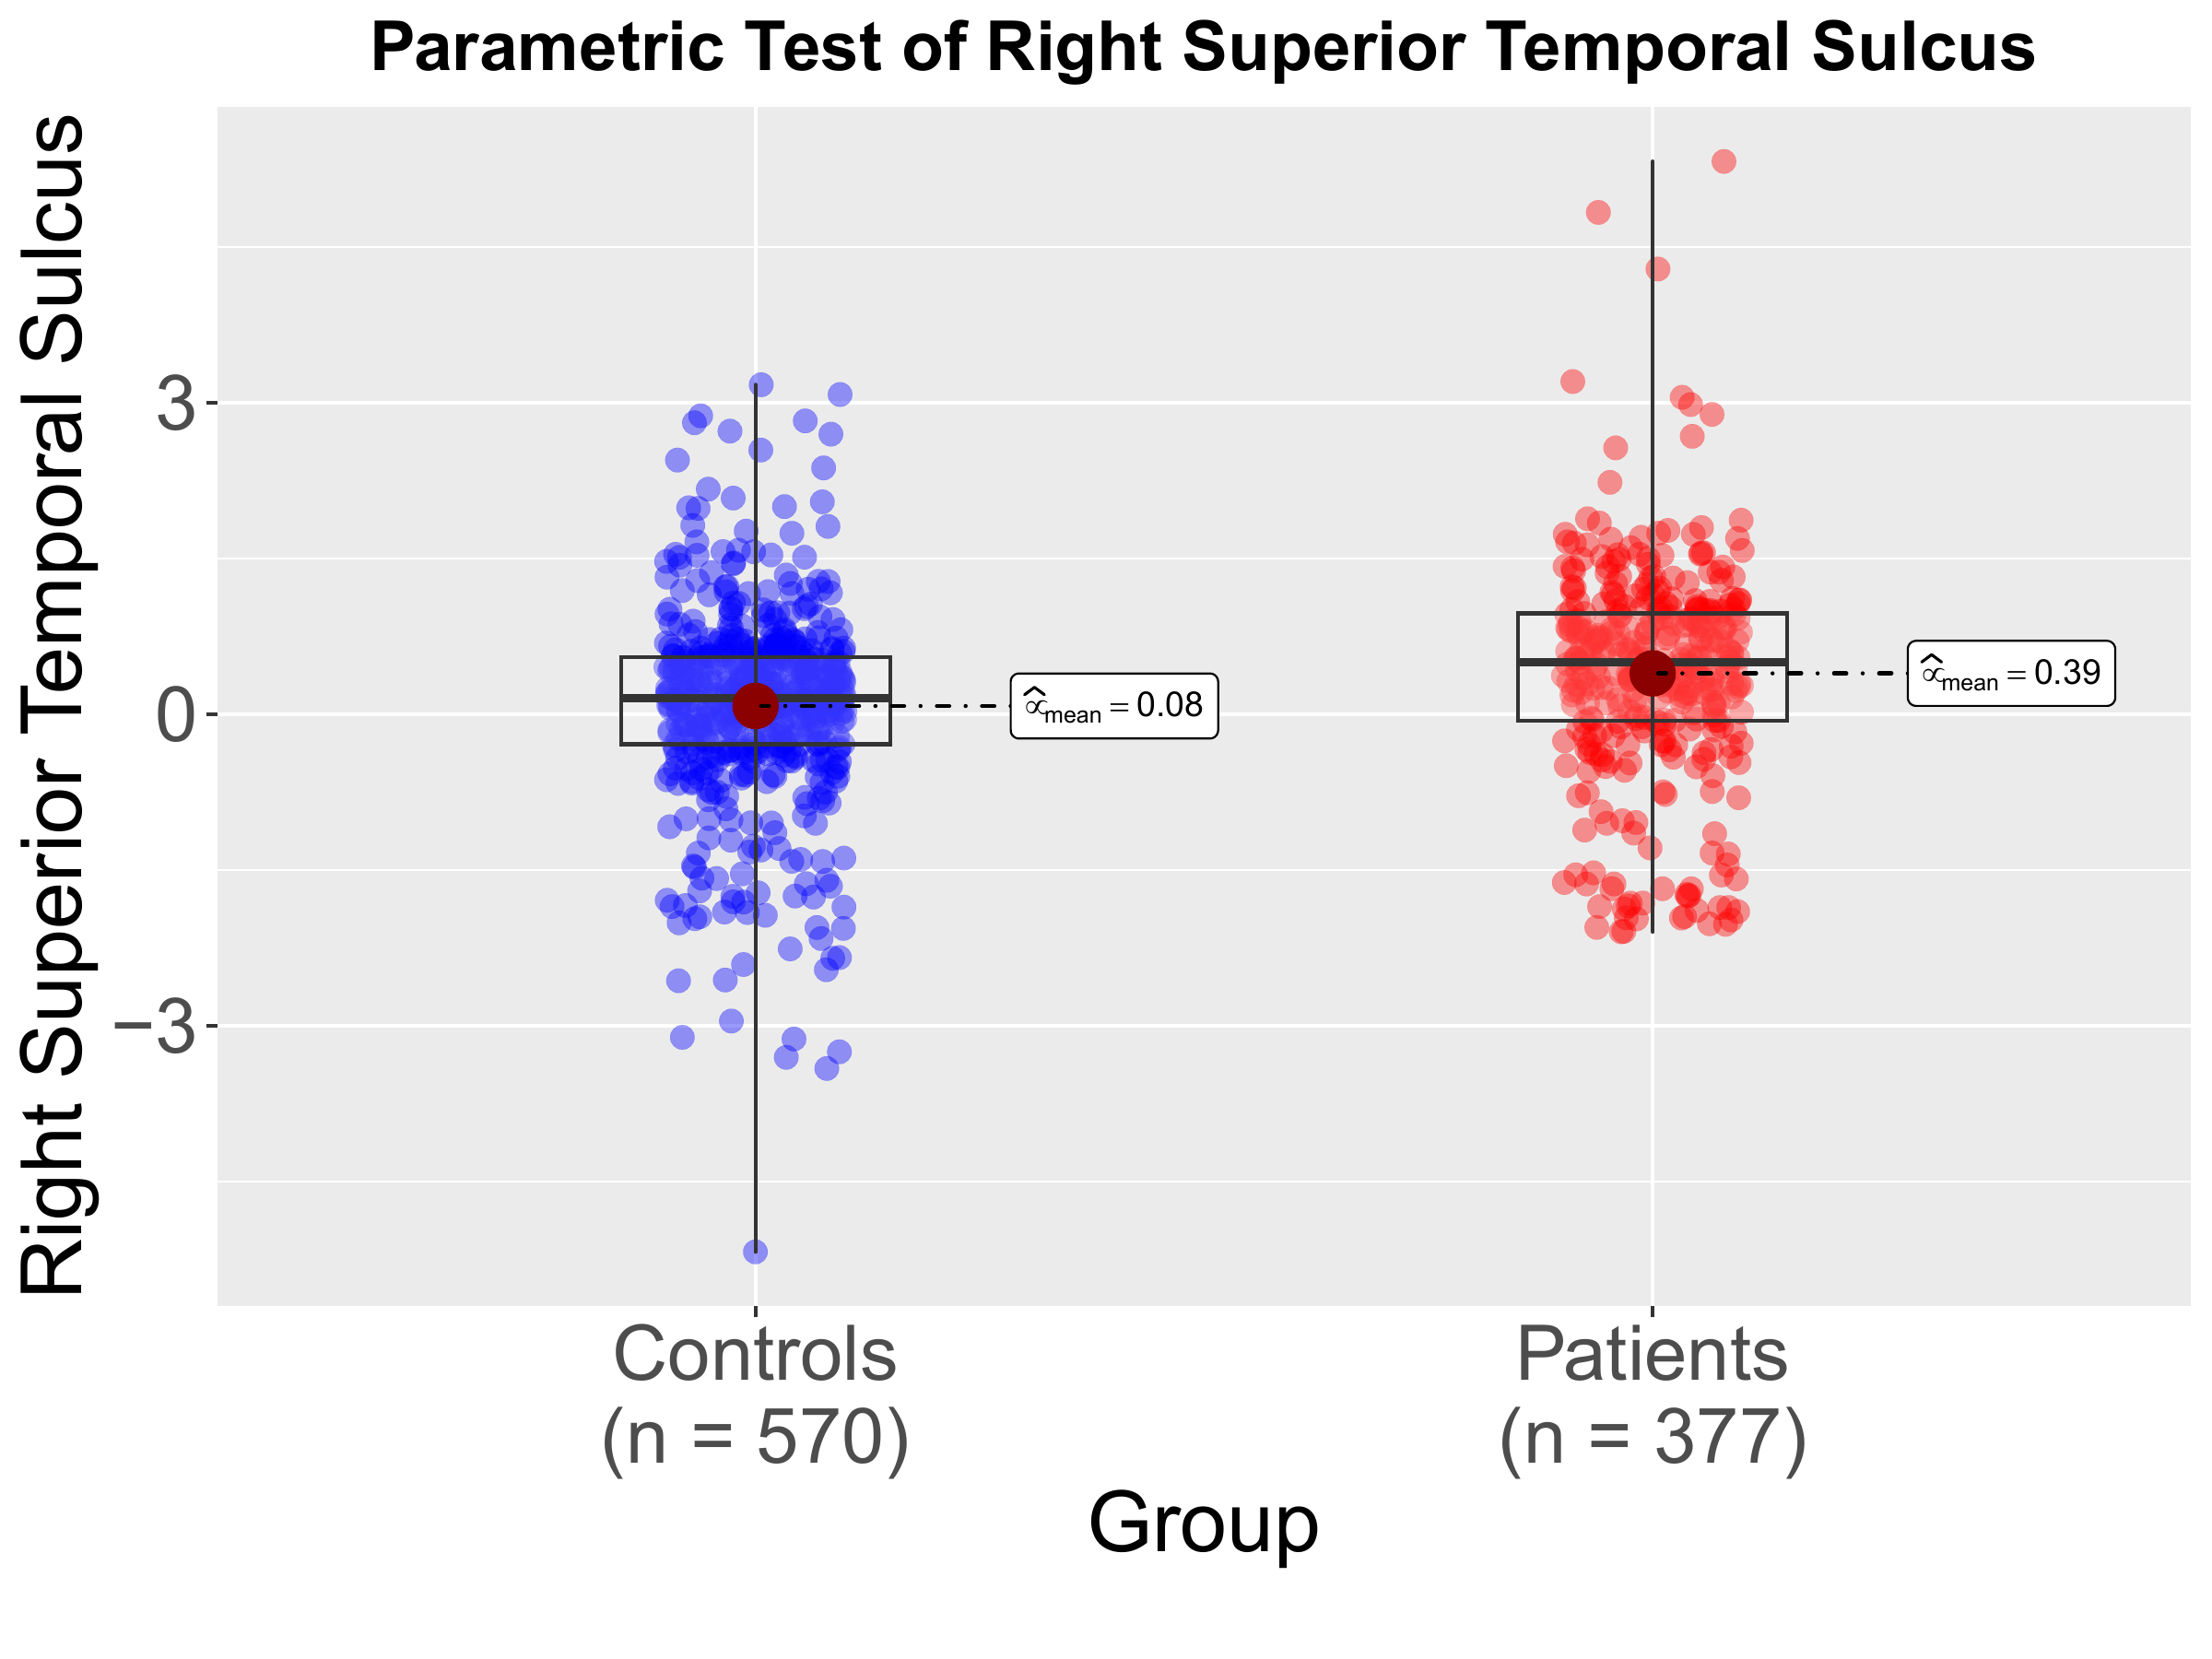 Parametric Test of Right Superior Temporal Sulcus
Right Superior Temporal Sulcus
3
0
−3
∝̂mean = 0.08
∝̂mean = 0.39
Controls
(n = 570)
Patients
(n = 377)
Group